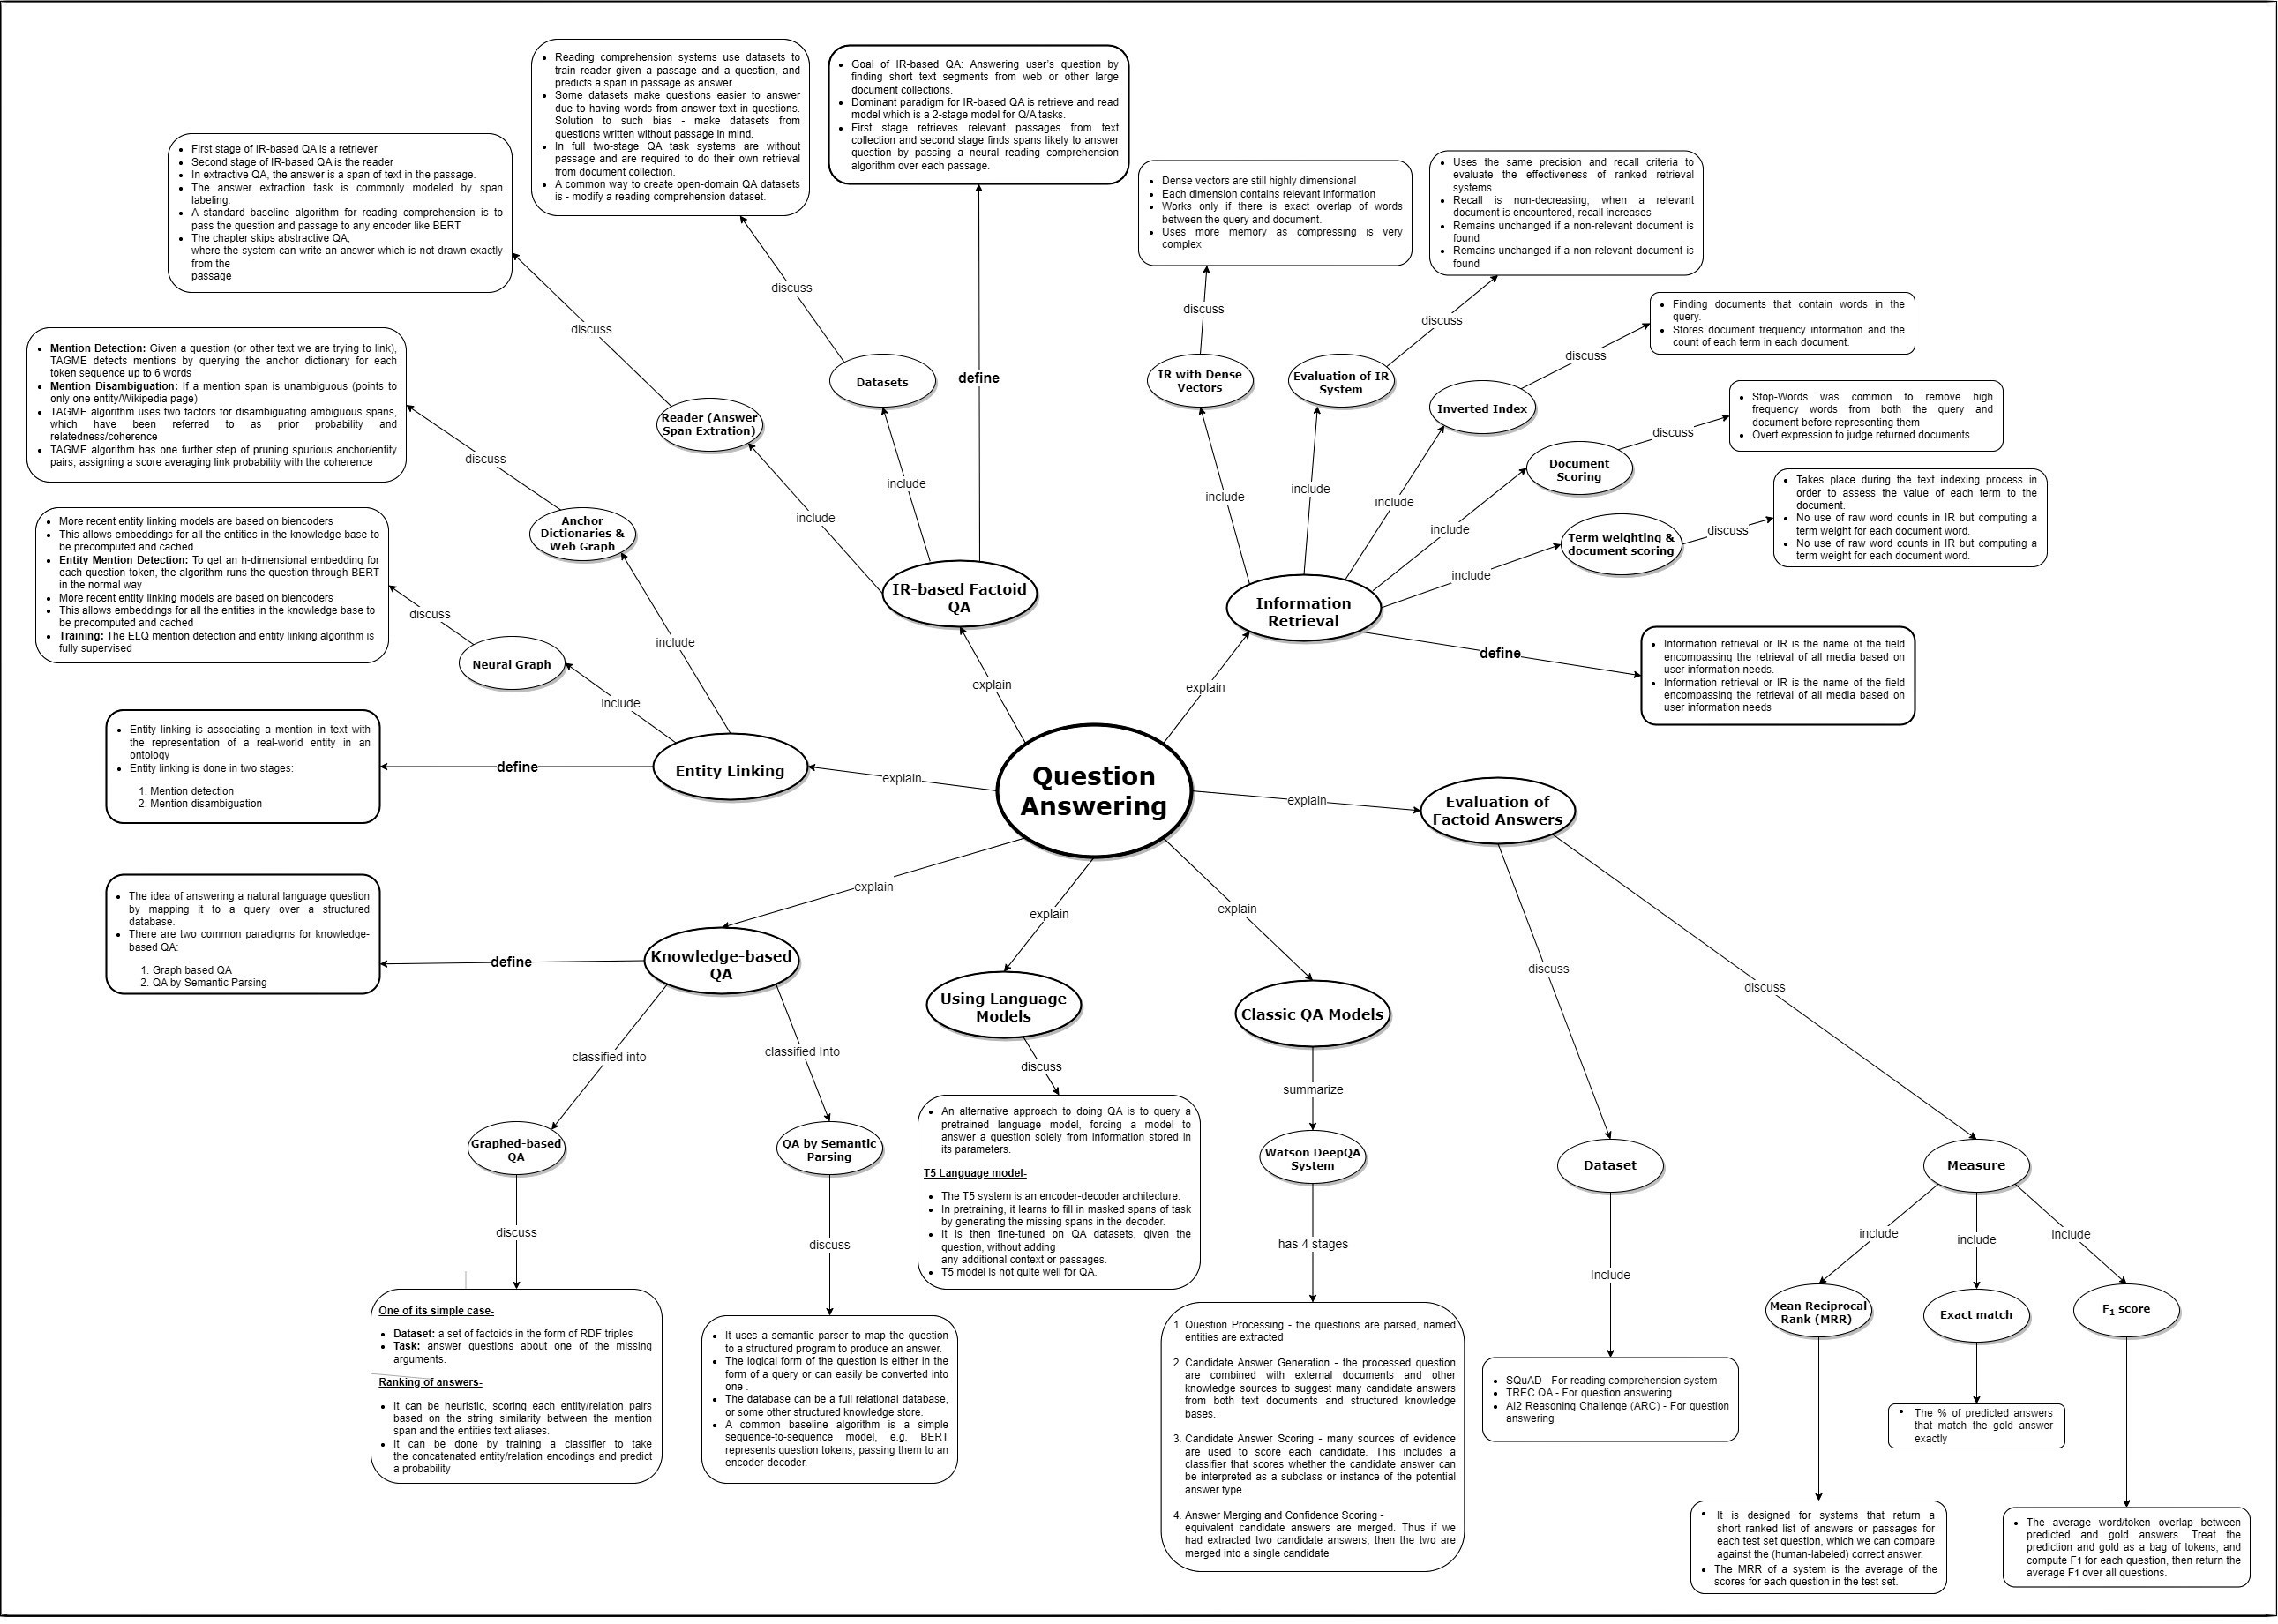 Reading comprehension systems use datasets to
train reader given a passage and a question, and
predicts a span in passage as answer.
Some datasets make questions easier to answer
due to having words from answer text in questions.
Solution to such bias - make datasets from
questions written without passage in mind.
In full two-stage QA task systems are without
passage and are required to do their own retrieval
from document collection.
A common way to create open-domain QA datasets
is - modify a reading comprehension dataset.
Goal of IR-based QA: Answering user's question by
finding short text segments from web or other large
document collections.
Dominant paradigm for IR-based QA is retrieve and read
model which is a 2-stage model for Q/A tasks.
First stage retrieves relevant passages from text
collection and second stage finds spans likely to answer
question by passing a neural reading comprehension
algorithm over each passage.
First stage of IR-based QA is a retriever
Second stage of IR-based QA is the reader
In extractive QA, the answer is a span of text in the passage.
The answer extraction task is commonly modeled by span
labeling.
A standard baseline algorithm for reading comprehension is to
pass the question and passage to any encoder like BERT
The chapter skips abstractive QA,
where the system can write an answer which is not drawn exactly
from the
passage
Dense vectors are still highly dimensional
Each dimension contains relevant information
Works only if there is exact overlap of words
between the query and document.
Uses more memory as compressing is very
complex
Uses the same precision and recall criteria to
evaluate the effectiveness of ranked retrieval
systems
Recall is non-decreasing; when a relevant
document is encountered, recall increases
Remains unchanged if a non-relevant document is
found
Remains unchanged if a non-relevant document is
found
discuss
discuss
discuss
discuss
Finding documents that contain words in the
query.
Stores document frequency information and the
count of each term in each document.
discuss
Mention Detection: Given a question (or other text we are trying to link),
TAGME detects mentions by querying the anchor dictionary for each
token sequence up to 6 words
Mention Disambiguation: If a mention span is unambiguous (points to
only one entity/Wikipedia page)
TAGME algorithm uses two factors for disambiguating ambiguous spans,
which have been referred to as prior probability and
relatedness/coherence
TAGME algorithm has one further step of pruning spurious anchor/entity
pairs, assigning a score averaging link probability with the coherence
Datasets
define
IR with Dense
Vectors
Evaluation of IR
System
Inverted Index
Reader (Answer
Span Extration)
discuss
Stop-Words was common to remove high
frequency words from both the query and
document before representing them
Overt expression to judge returned documents
discuss
Document
Scoring
include
include
include
include
include
include
Takes place during the text indexing process in
order to assess the value of each term to the
document.
No use of raw word counts in IR but computing a
term weight for each document word.
No use of raw word counts in IR but computing a
term weight for each document word.
discuss
Term weighting &
document scoring
include
More recent entity linking models are based on biencoders
This allows embeddings for all the entities in the knowledge base to
be precomputed and cached
Entity Mention Detection: To get an h-dimensional embedding for
each question token, the algorithm runs the question through BERT
in the normal way
More recent entity linking models are based on biencoders
This allows embeddings for all the entities in the knowledge base to
be precomputed and cached
Training: The ELQ mention detection and entity linking algorithm is
fully supervised
Anchor
Dictionaries &
Web Graph
IR-based Factoid
QA
Information
Retrieval
discuss
include
Neural Graph
define
Information retrieval or IR is the name of the field
encompassing the retrieval of all media based on
user information needs.
Information retrieval or IR is the name of the field
encompassing the retrieval of all media based on
user information needs
explain
explain
include
Entity linking is associating a mention in text with
the representation of a real-world entity in an
ontology
Entity linking is done in two stages:
1. Mention detection
2. Mention disambiguation
define
Entity Linking
explain
Question
Answering
explain
Evaluation of
Factoid Answers
The idea of answering a natural language question
by mapping it to a query over a structured
database.
There are two common paradigms for knowledge-
based QA:
1. Graph based QA
2. QA by Semantic Parsing
explain
explain
explain
define
Knowledge-based
QA
discuss
discuss
Using Language
Models
Classic QA Models
classified into
classified Into
discuss
summarize
Graphed-based
QA
QA by Semantic
Parsing
An alternative approach to doing QA is to query a
pretrained language model, forcing a model to
answer a question solely from information stored in
its parameters.
T5 Language model-
The T5 system is an encoder-decoder architecture.
In pretraining, it learns to fill in masked spans of task
by generating the missing spans in the decoder.
It is then fine-tuned on QA datasets, given the
question, without adding
any additional context or passages.
T5 model is not quite well for QA.
Watson DeepQA
System
Dataset
Measure
discuss
discuss
has 4 stages
Include
include
include
include
One of its simple case-
Dataset: a set of factoids in the form of RDF triples
Task: answer questions about one of the missing
arguments.
Ranking of answers-
It can be heuristic, scoring each entity/relation pairs
based on the string similarity between the mention
span and the entities text aliases.
It can be done by training a classifier to take
the concatenated entity/relation encodings and predict
a probability
It uses a semantic parser to map the question
to a structured program to produce an answer.
The logical form of the question is either in the
form of a query or can easily be converted into
one .
The database can be a full relational database,
or some other structured knowledge store.
A common baseline algorithm is a simple
sequence-to-sequence model, e.g. BERT
represents question tokens, passing them to an
encoder-decoder.
1. Question Processing - the questions are parsed, named
entities are extracted
2. Candidate Answer Generation - the processed question
are combined with external documents and other
knowledge sources to suggest many candidate answers
from both text documents and structured knowledge
bases.
3. Candidate Answer Scoring - many sources of evidence
are used to score each candidate. This includes a
classifier that scores whether the candidate answer can
be interpreted as a subclass or instance of the potential
answer type.
4. Answer Merging and Confidence Scoring -
equivalent candidate answers are merged. Thus if we
had extracted two candidate answers, then the two are
merged into a single candidate
SQuAD - For reading comprehension system
TREC QA - For question answering
AI2 Reasoning Challenge (ARC) - For question
answering
Mean Reciprocal
Rank (MRR)
Exact match
F1 score
The % of predicted answers
that match the gold answer
exactly
It is designed for systems that return a
short ranked list of answers or passages for
each test set question, which we can compare
against the (human-labeled) correct answer.
The MRR of a system is the average of the
scores for each question in the test set.
The average word/token overlap between
predicted and gold answers. Treat the
prediction and gold as a bag of tokens, and
compute F1 for each question, then return the
average F1 over all questions.